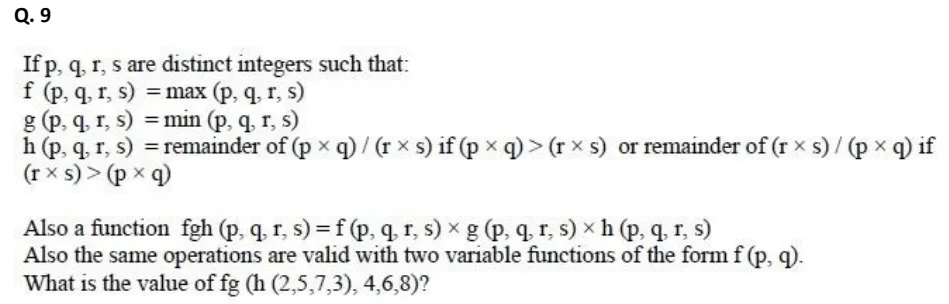 Q. 9
If p, q, r, s are distinct integers such that:
f (p, q, r, s) = max (p, q, r, s)
g (p, q, r, s) = min (p, q, r, s)
h (p, q, r, s) = remainder of (p × q) / (r × s) if (p × q) > (r × s) or remainder of (r × s) / (p × q) if
(r × s) > (p × q)
Also a function fgh (p, q, r, s) = f (p, q, r, s) × g (p, q, r, s) × h (p, q, r, s)
Also the same operations are valid with two variable functions of the form f (p, q).
What is the value of fg (h (2,5,7,3), 4,6,8)?